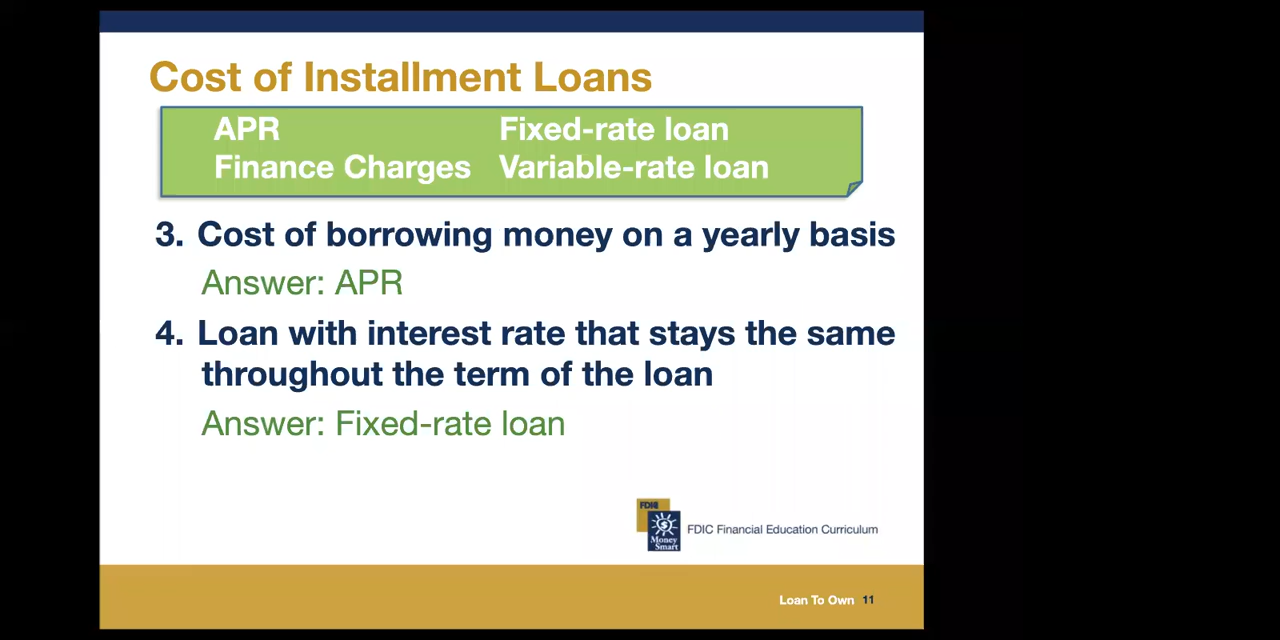 Cost of Installment Loans
APR Fixed-rate loan
Finance Charges Variable-rate loan
3. Cost of borrowing money on a yearly basis
Answer: APR
4. Loan with interest rate that stays the same
throughout the term of the loan
Answer: Fixed-rate loan
FDIC
$
Money
Smart
FDIC Financial Education Curriculum
Loan To Own 11